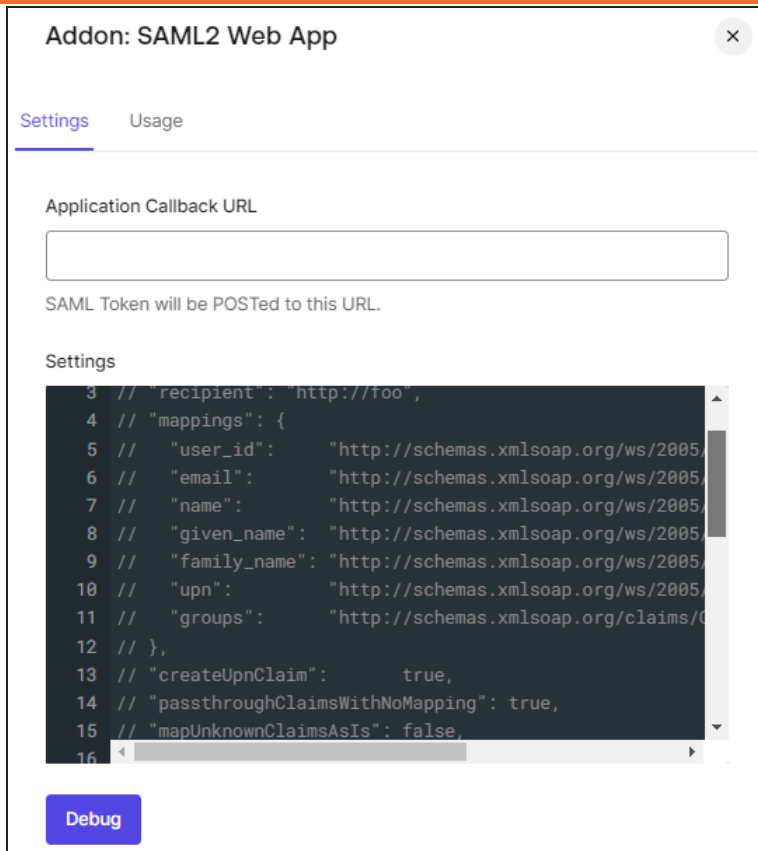 Addon: SAML2 Web App
Settings Usage
Application Callback URL
SAML Token will be POSTed to this URL.
Settings
3 // "recipient": "http://foo",
4 // "mappings": {
5 //   "user_id":     "http://schemas.xmlsoap.org/ws/2005/
6 //   "email":       "http://schemas.xmlsoap.org/ws/2005/
7 //   "name":        "http://schemas.xmlsoap.org/ws/2005/
8 //   "given_name":  "http://schemas.xmlsoap.org/ws/2005/
9 //   "family_name": "http://schemas.xmlsoap.org/ws/2005/
10 //   "upn":         "http://schemas.xmlsoap.org/ws/2005/
11 //   "groups":      "http://schemas.xmlsoap.org/claims/
12 // },
13 // "createUpnClaim":       true,
14 // "passthroughClaimsWithNoMapping": true,
15 // "mapUnknownClaimsAsIs": false,
16
Debug